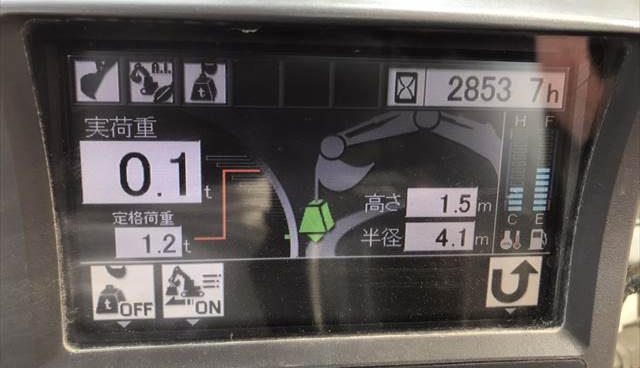 A.I.
t
2853.7h
H F
実荷重
0.1 t
定格荷重
1.2 t
高さ 1.5 m
半径 4.1 m
C E
t OFF
ON